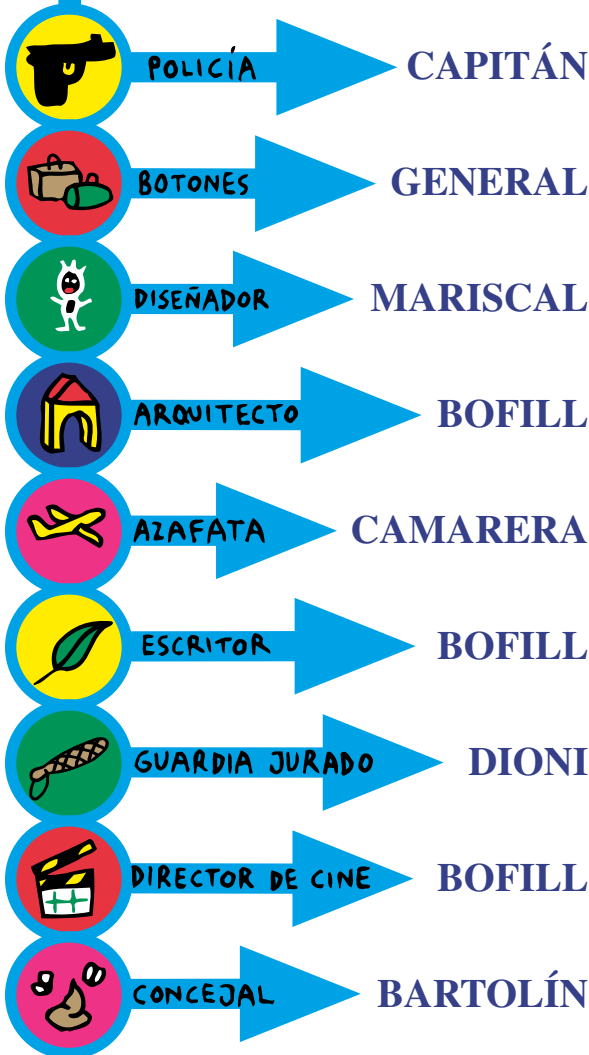 POLICÍA CAPITÁN
BOTONES GENERAL
DISEÑADOR MARISCAL
ARQUITECTO BOFILL
AZAFATA CAMARERA
ESCRITOR BOFILL
GUARDIA JURADO DIONI
DIRECTOR DE CINE BOFILL
CONCEJAL BARTOLÍN